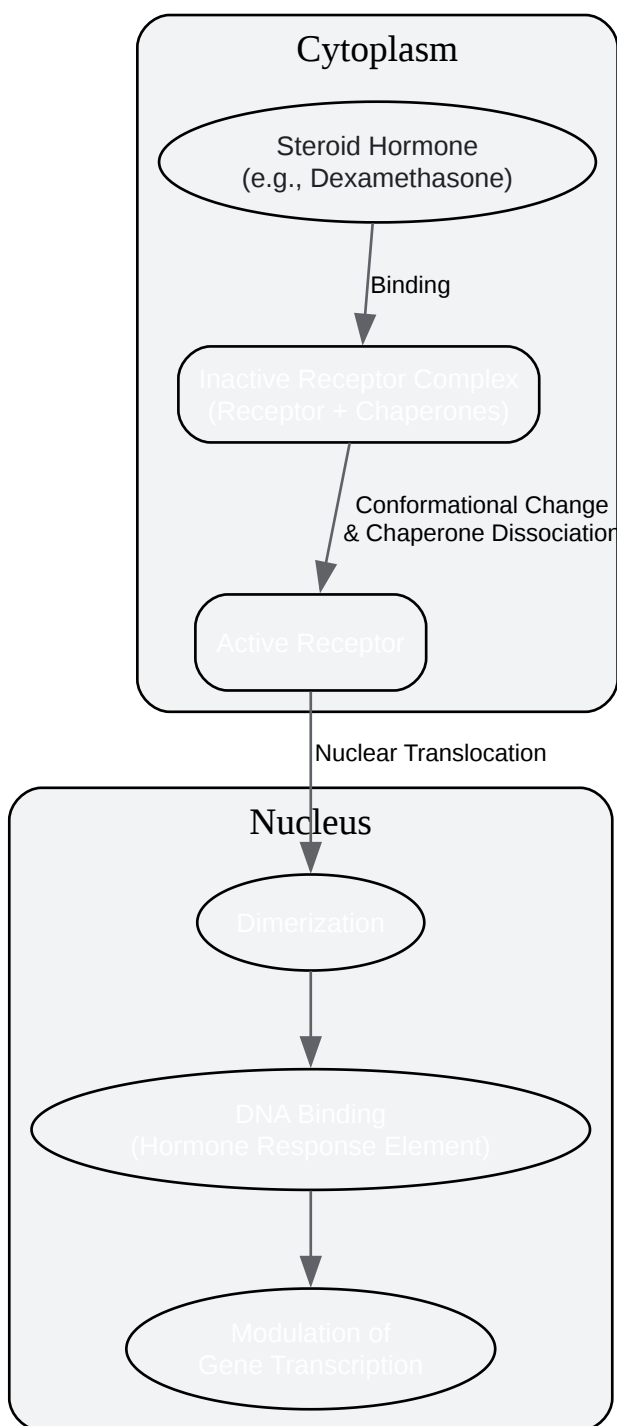 Cytoplasm
Steroid Hormone
(e.g., Dexamethasone)
Binding
Inactive Receptor Complex
(Receptor + Chaperones)
Conformational Change
& Chaperone Dissociation
Active Receptor
Nuclear Translocation
Nucleus
Dimerization
DNA Binding
(Hormone Response Element)
Modulation of
Gene Transcription